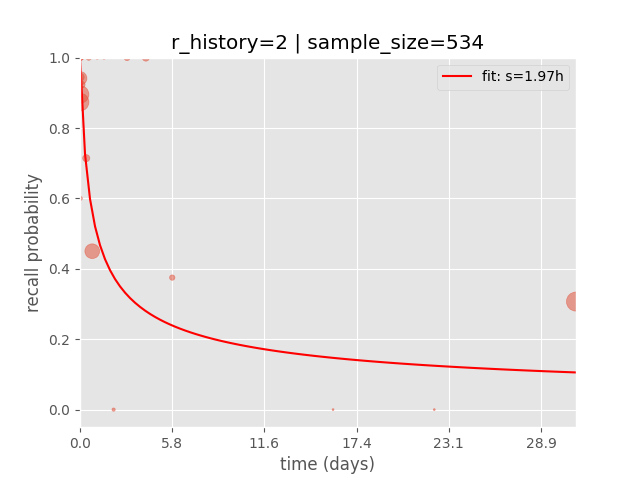 r_history=2 | sample_size=534
fit: s=1.97h
1.0
0.8
0.6
0.4
0.2
0.0
recall probability
0.0 5.8 11.6 17.4 23.1 28.9
time (days)